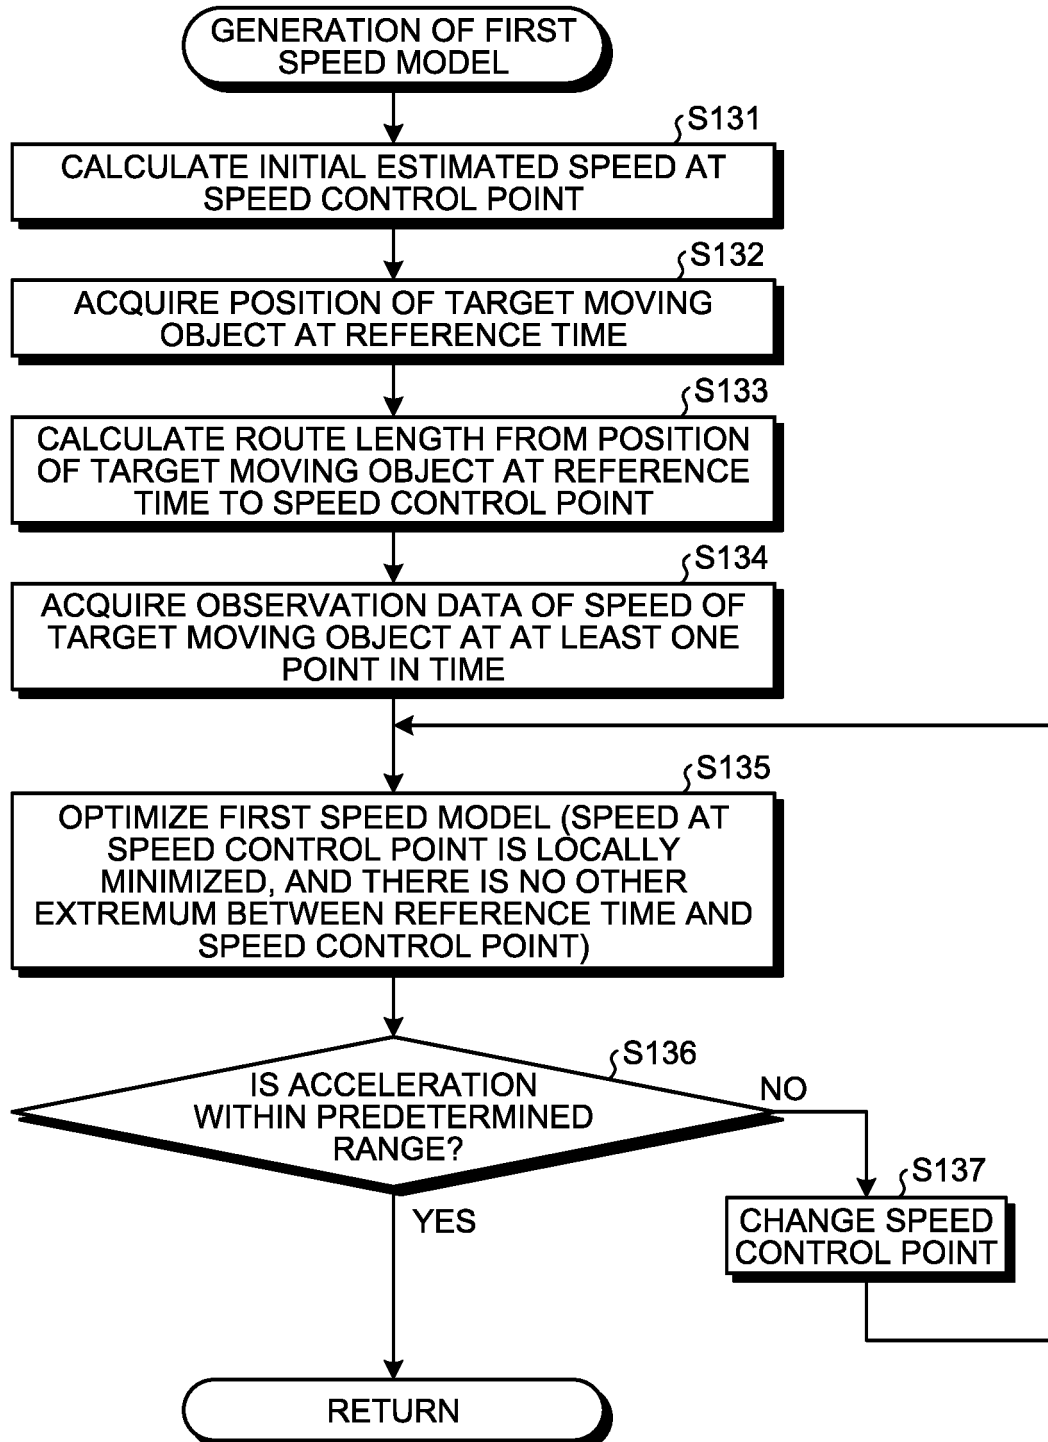 GENERATION OF FIRST
SPEED MODEL
S131
CALCULATE INITIAL ESTIMATED SPEED AT
SPEED CONTROL POINT
S132
ACQUIRE POSITION OF TARGET MOVING
OBJECT AT REFERENCE TIME
S133
CALCULATE ROUTE LENGTH FROM POSITION
OF TARGET MOVING OBJECT AT REFERENCE
TIME TO SPEED CONTROL POINT
S134
ACQUIRE OBSERVATION DATA OF SPEED OF
TARGET MOVING OBJECT AT AT LEAST ONE
POINT IN TIME
S135
OPTIMIZE FIRST SPEED MODEL (SPEED AT
SPEED CONTROL POINT IS LOCALLY
MINIMIZED, AND THERE IS NO OTHER
EXTREMUM BETWEEN REFERENCE TIME AND
SPEED CONTROL POINT)
S136
IS ACCELERATION
WITHIN PREDETERMINED
RANGE?
NO
S137
CHANGE SPEED
CONTROL POINT
YES
RETURN